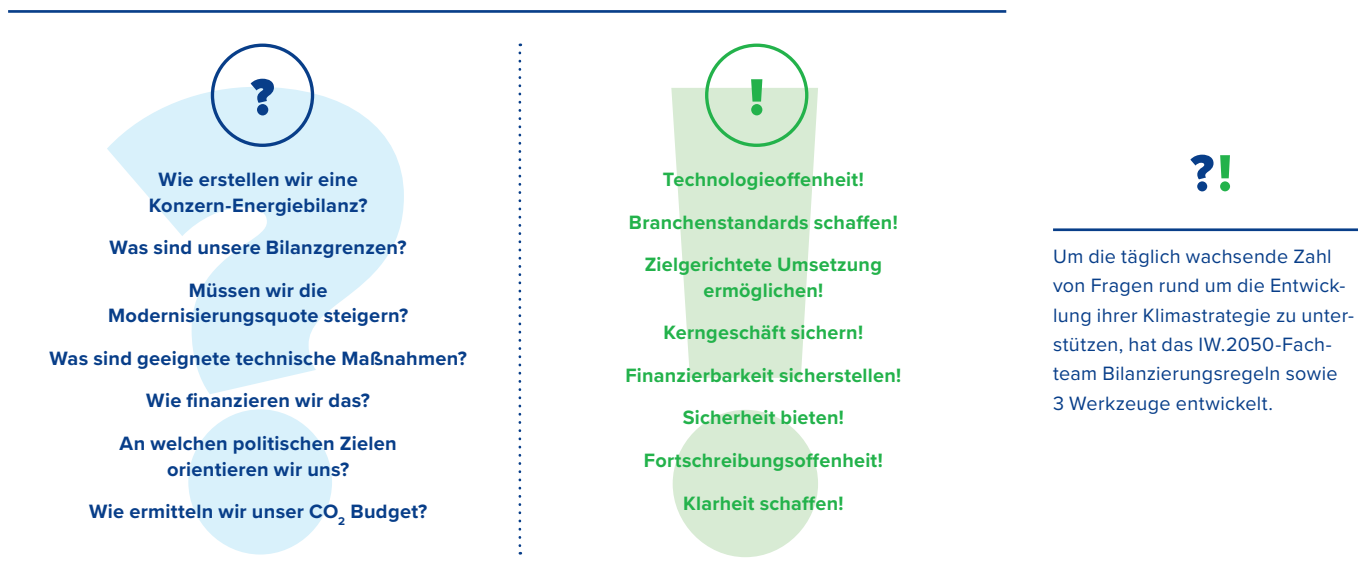 ?
Wie erstellen wir eine
Konzern-Energiebilanz?
Was sind unsere Bilanzgrenzen?
Müssen wir die
Modernisierungsquote steigern?
Was sind geeignete technische Maßnahmen?
Wie finanzieren wir das?
An welchen politischen Zielen
orientieren wir uns?
Wie ermitteln wir unser CO₂ Budget?
!
Technologieoffenheit!
Branchenstandards schaffen!
Zielgerichtete Umsetzung
ermöglichen!
Kerngeschäft sichern!
Finanzierbarkeit sicherstellen!
Sicherheit bieten!
Fortschreibungsoffenheit!
Klarheit schaffen!
?!
Um die täglich wachsende Zahl
von Fragen rund um die Entwick-
lung ihrer Klimastrategie zu unter-
stützen, hat das IW.2050-Fach-
team Bilanzierungsregeln sowie
3 Werkzeuge entwickelt.